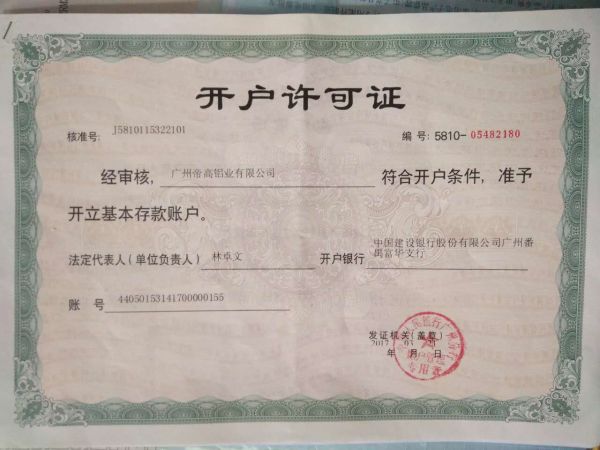 开户许可证
核准号: J5810115322101 编号: 5810-05482180
经审核, 广州帝高铝业有限公司 符合开户条件, 准予
开立基本存款账户。
法定代表人(单位负责人) 林卓文 开户银行 中国建设银行股份有限公司广州番
禺富华支行
账号 44050153141700000155
发证机关(盖章)
2017 03
年 月 日